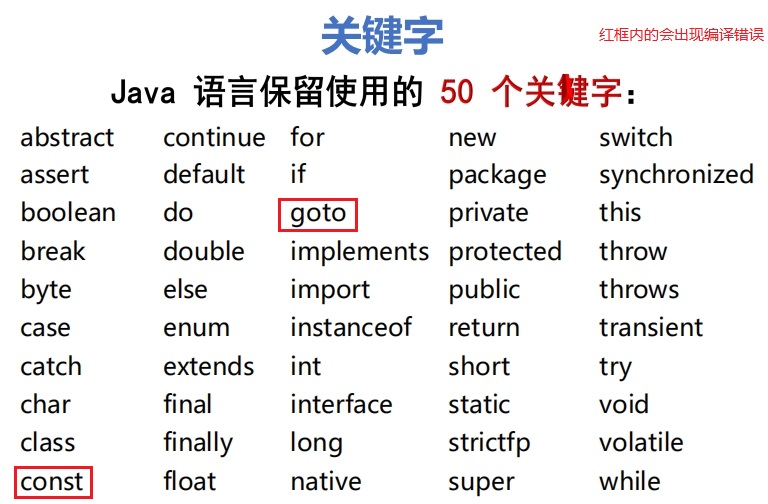 关键字
红框内的会出现编译错误
Java 语言保留使用的 50 个关键字：
abstract continue for new switch
assert default if package synchronized
boolean do goto private this
break double implements protected throw
byte else import public throws
case enum instanceof return transient
catch extends int short try
char final interface static void
class finally long strictfp volatile
const float native super while